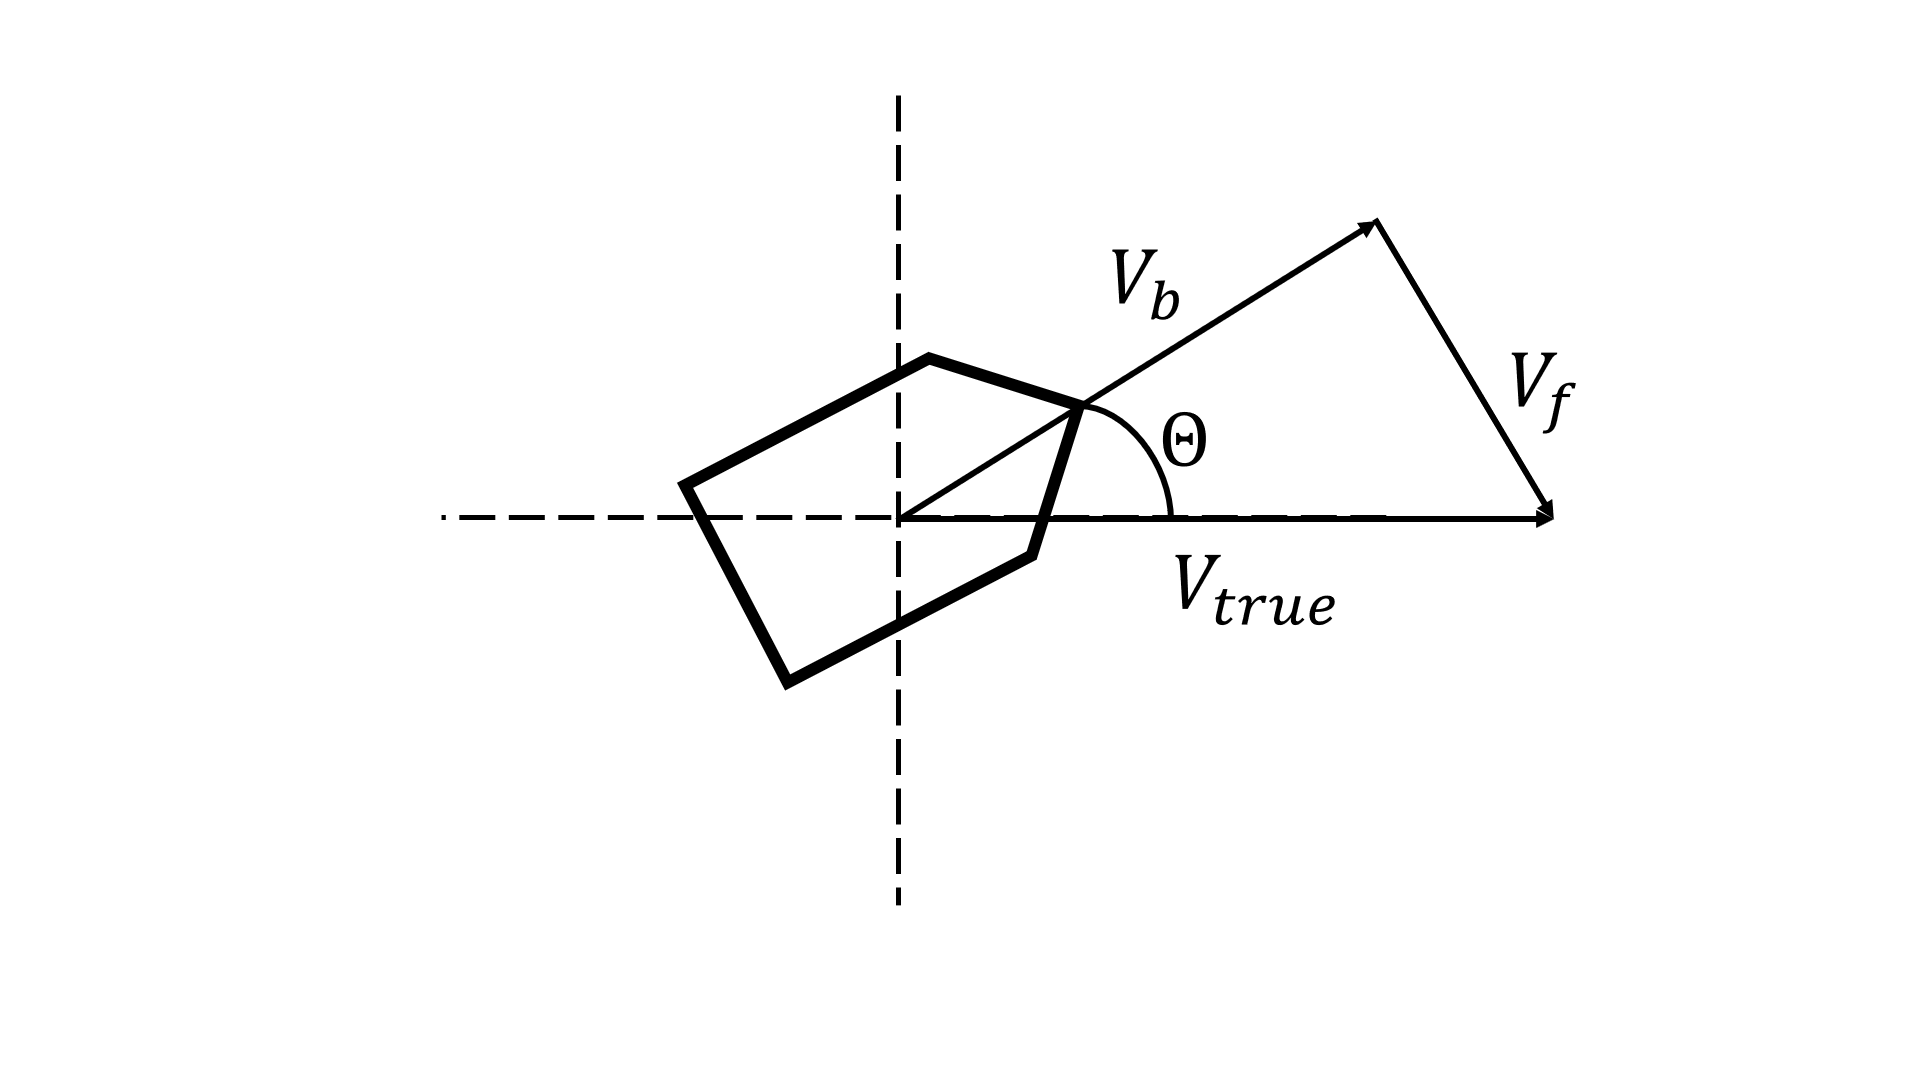 V_b
V_f
Θ
V_true